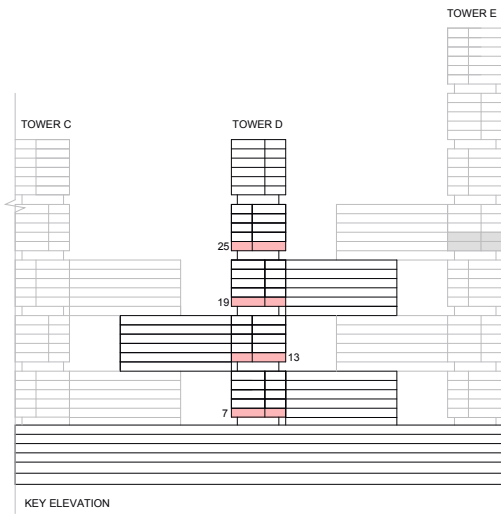 TOWER E
TOWER C
TOWER D
25
19
13
7
KEY ELEVATION